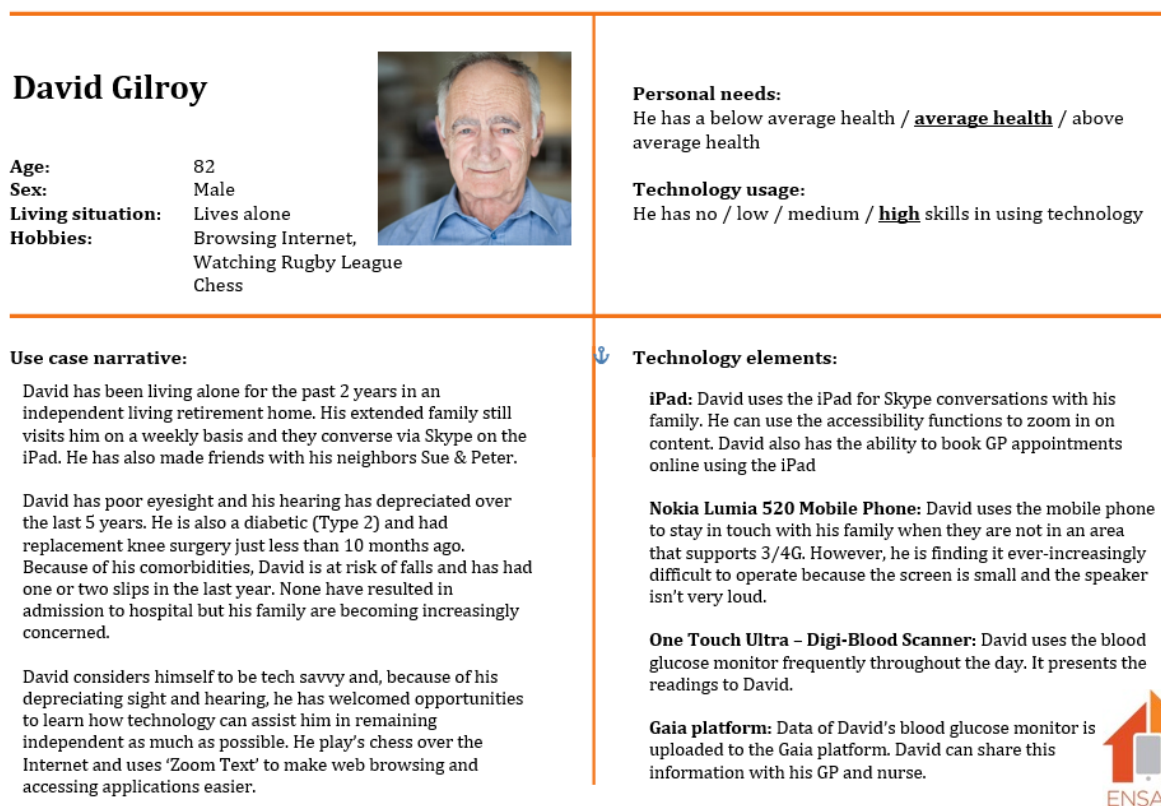 David Gilroy
Age: 82
Sex: Male
Living situation: Lives alone
Hobbies: Browsing Internet,
Watching Rugby League
Chess
Personal needs:
He has a below average health / average health / above
average health
Technology usage:
He has no / low / medium / high skills in using technology
Use case narrative:
David has been living alone for the past 2 years in an
independent living retirement home. His extended family still
visits him on a weekly basis and they converse via Skype on the
iPad. He has also made friends with his neighbors Sue & Peter.
David has poor eyesight and his hearing has depreciated over
the last 5 years. He is also a diabetic (Type 2) and had
replacement knee surgery just less than 10 months ago.
Because of his comorbidities, David is at risk of falls and has had
one or two slips in the last year. None have resulted in
admission to hospital but his family are becoming increasingly
concerned.
David considers himself to be tech savvy and, because of his
depreciating sight and hearing, he has welcomed opportunities
to learn how technology can assist him in remaining
independent as much as possible. He play's chess over the
Internet and uses 'Zoom Text' to make web browsing and
accessing applications easier.
Technology elements:
iPad: David uses the iPad for Skype conversations with his
family. He can use the accessibility functions to zoom in on
content. David also has the ability to book GP appointments
online using the iPad
Nokia Lumia 520 Mobile Phone: David uses the mobile phone
to stay in touch with his family when they are not in an area
that supports 3/4G. However, he is finding it ever-increasingly
difficult to operate because the screen is small and the speaker
isn't very loud.
One Touch Ultra – Digi-Blood Scanner: David uses the blood
glucose monitor frequently throughout the day. It presents the
readings to David.
Gaia platform: Data of David's blood glucose monitor is
uploaded to the Gaia platform. David can share this
information with his GP and nurse.
ENSA